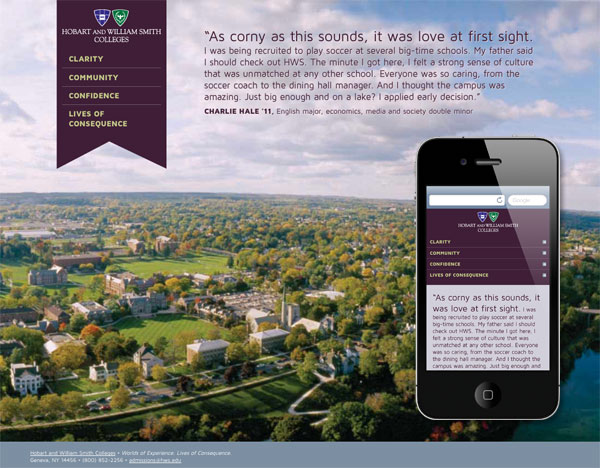 HOBART AND WILLIAM SMITH
COLLEGES
CLARITY
COMMUNITY
CONFIDENCE
LIVES OF
CONSEQUENCE
“As corny as this sounds, it was love at first sight.
I was being recruited to play soccer at several big-time schools. My father said
I should check out HWS. The minute I got here, I felt a strong sense of culture
that was unmatched at any other school. Everyone was so caring, from the
soccer coach to the dining hall manager. And I thought the campus was
amazing. Just big enough and on a lake? I applied early decision.”
CHARLIE HALE ’11, English major, economics, media and society double minor
Google
HOBART AND WILLIAM SMITH
COLLEGES
CLARITY
COMMUNITY
CONFIDENCE
LIVES OF CONSEQUENCE
“As corny as this sounds, it
was love at first sight. I was
being recruited to play soccer at several
big-time schools. My father said I should
check out HWS. The minute I got here, I
felt a strong sense of culture that was
unmatched at any other school. Everyone
was so caring, from the soccer coach to
the dining hall manager. And I thought the
campus was amazing. Just big enough and
Hobart and William Smith Colleges • Worlds of Experience. Lives of Consequence.
Geneva, NY 14456 • (800) 852-2256 • admissions@hws.edu